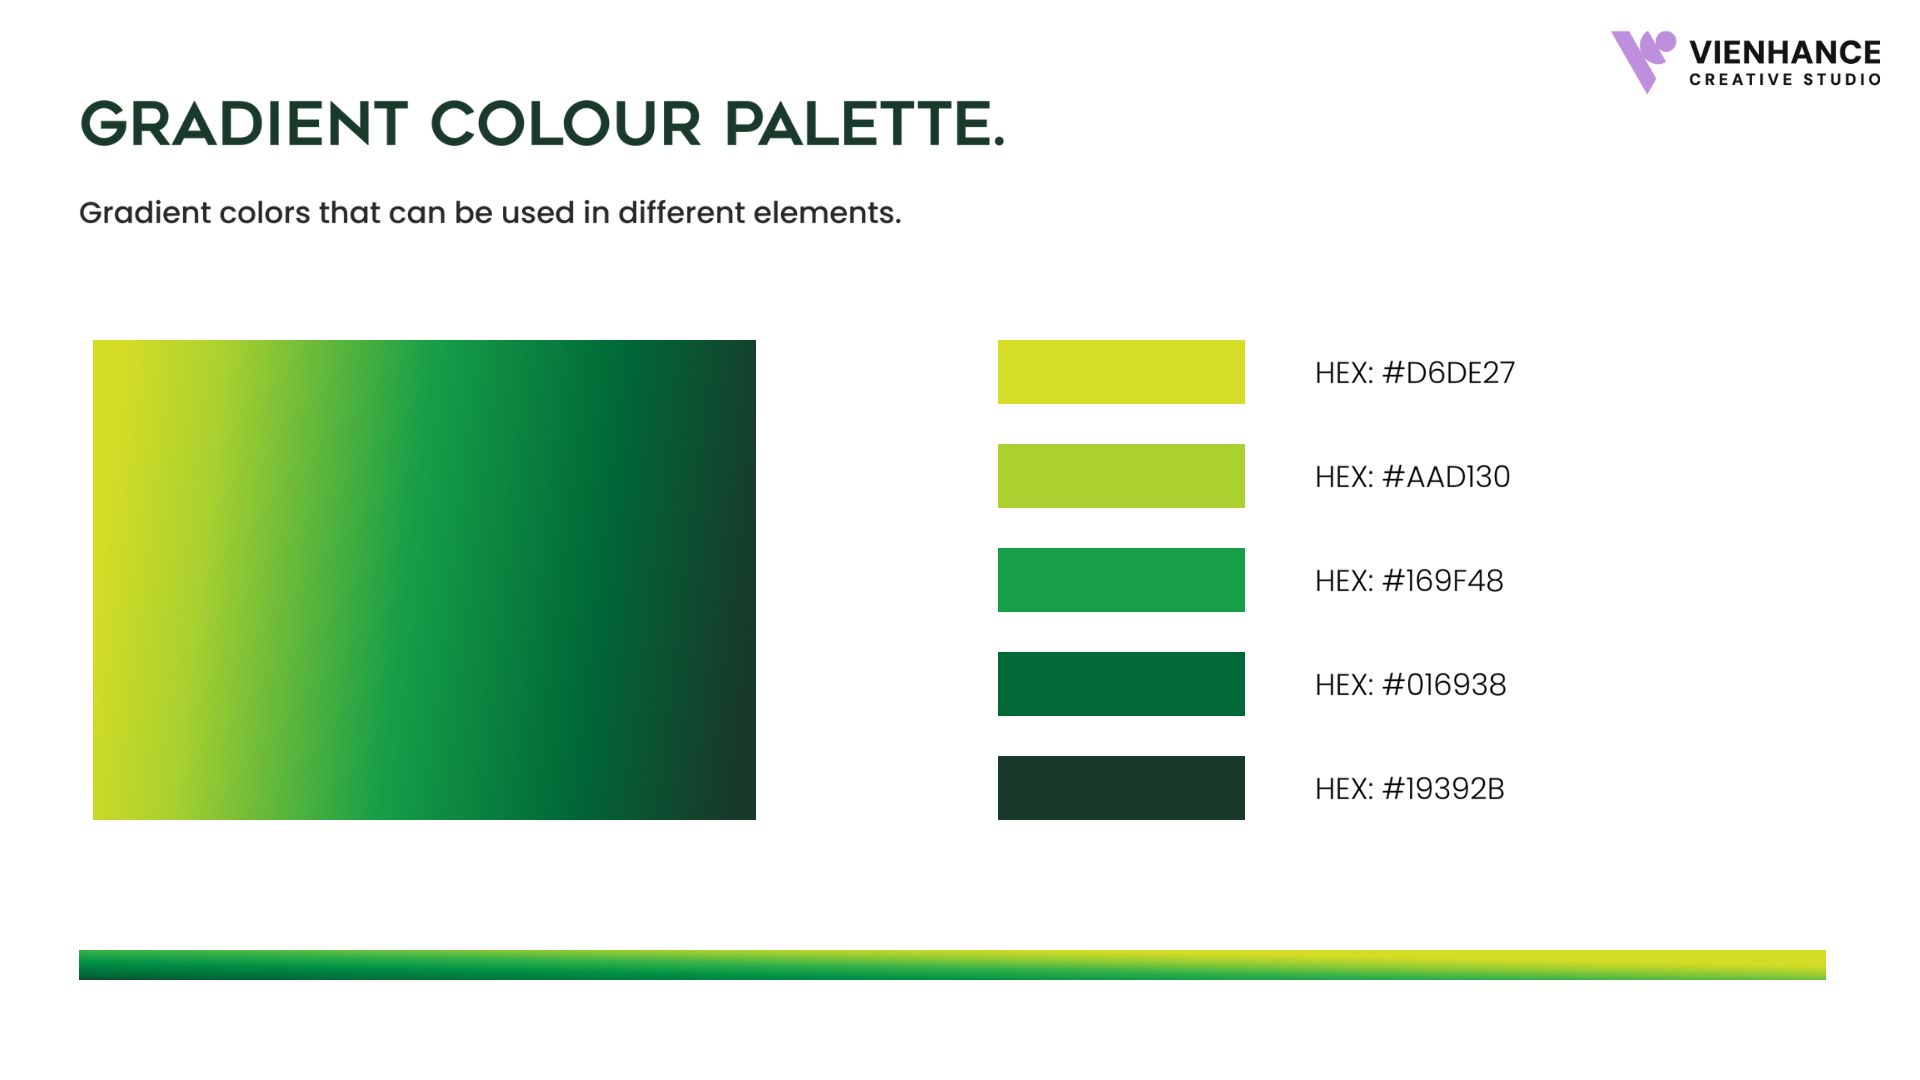 VIENHANCE
CREATIVE STUDIO
GRADIENT COLOUR PALETTE.
Gradient colors that can be used in different elements.
HEX: #D6DE27
HEX: #AAD130
HEX: #169F48
HEX: #016938
HEX: #19392B